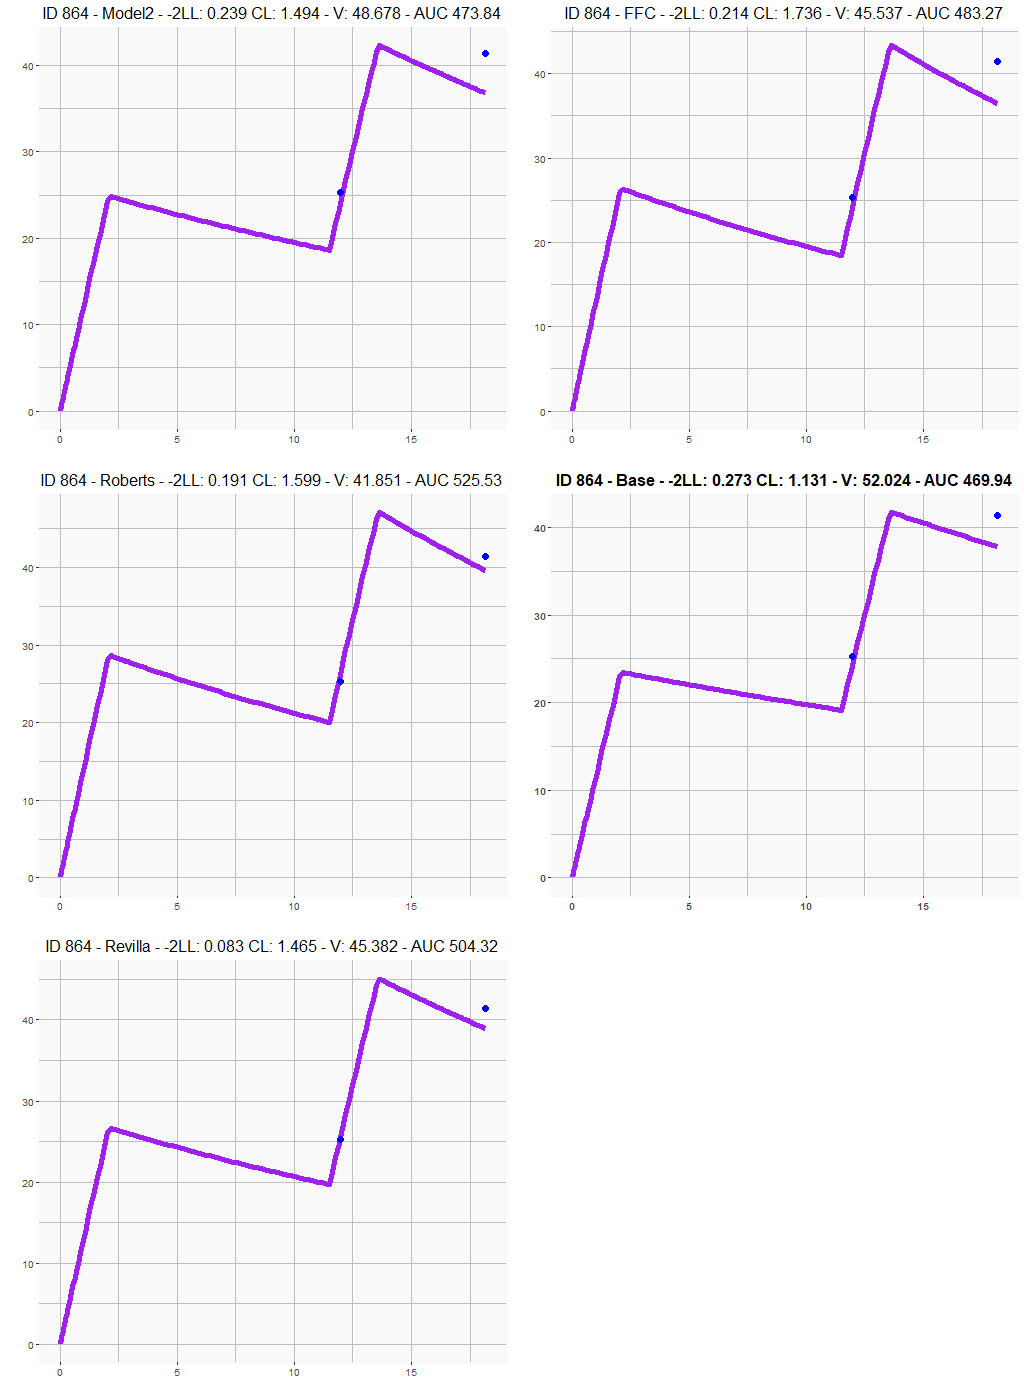 ID 864 - Model2 - -2LL: 0.239 CL: 1.494 - V: 48.678 - AUC 473.84
40
30
20
10
0
0 5 10 15
ID 864 - FFC - -2LL: 0.214 CL: 1.736 - V: 45.537 - AUC 483.27
40
30
20
10
0
0 5 10 15
ID 864 - Roberts - -2LL: 0.191 CL: 1.599 - V: 41.851 - AUC 525.53
40
30
20
10
0
0 5 10 15
ID 864 - Base - -2LL: 0.273 CL: 1.131 - V: 52.024 - AUC 469.94
40
30
20
10
0
0 5 10 15
ID 864 - Revilla - -2LL: 0.083 CL: 1.465 - V: 45.382 - AUC 504.32
40
30
20
10
0
0 5 10 15